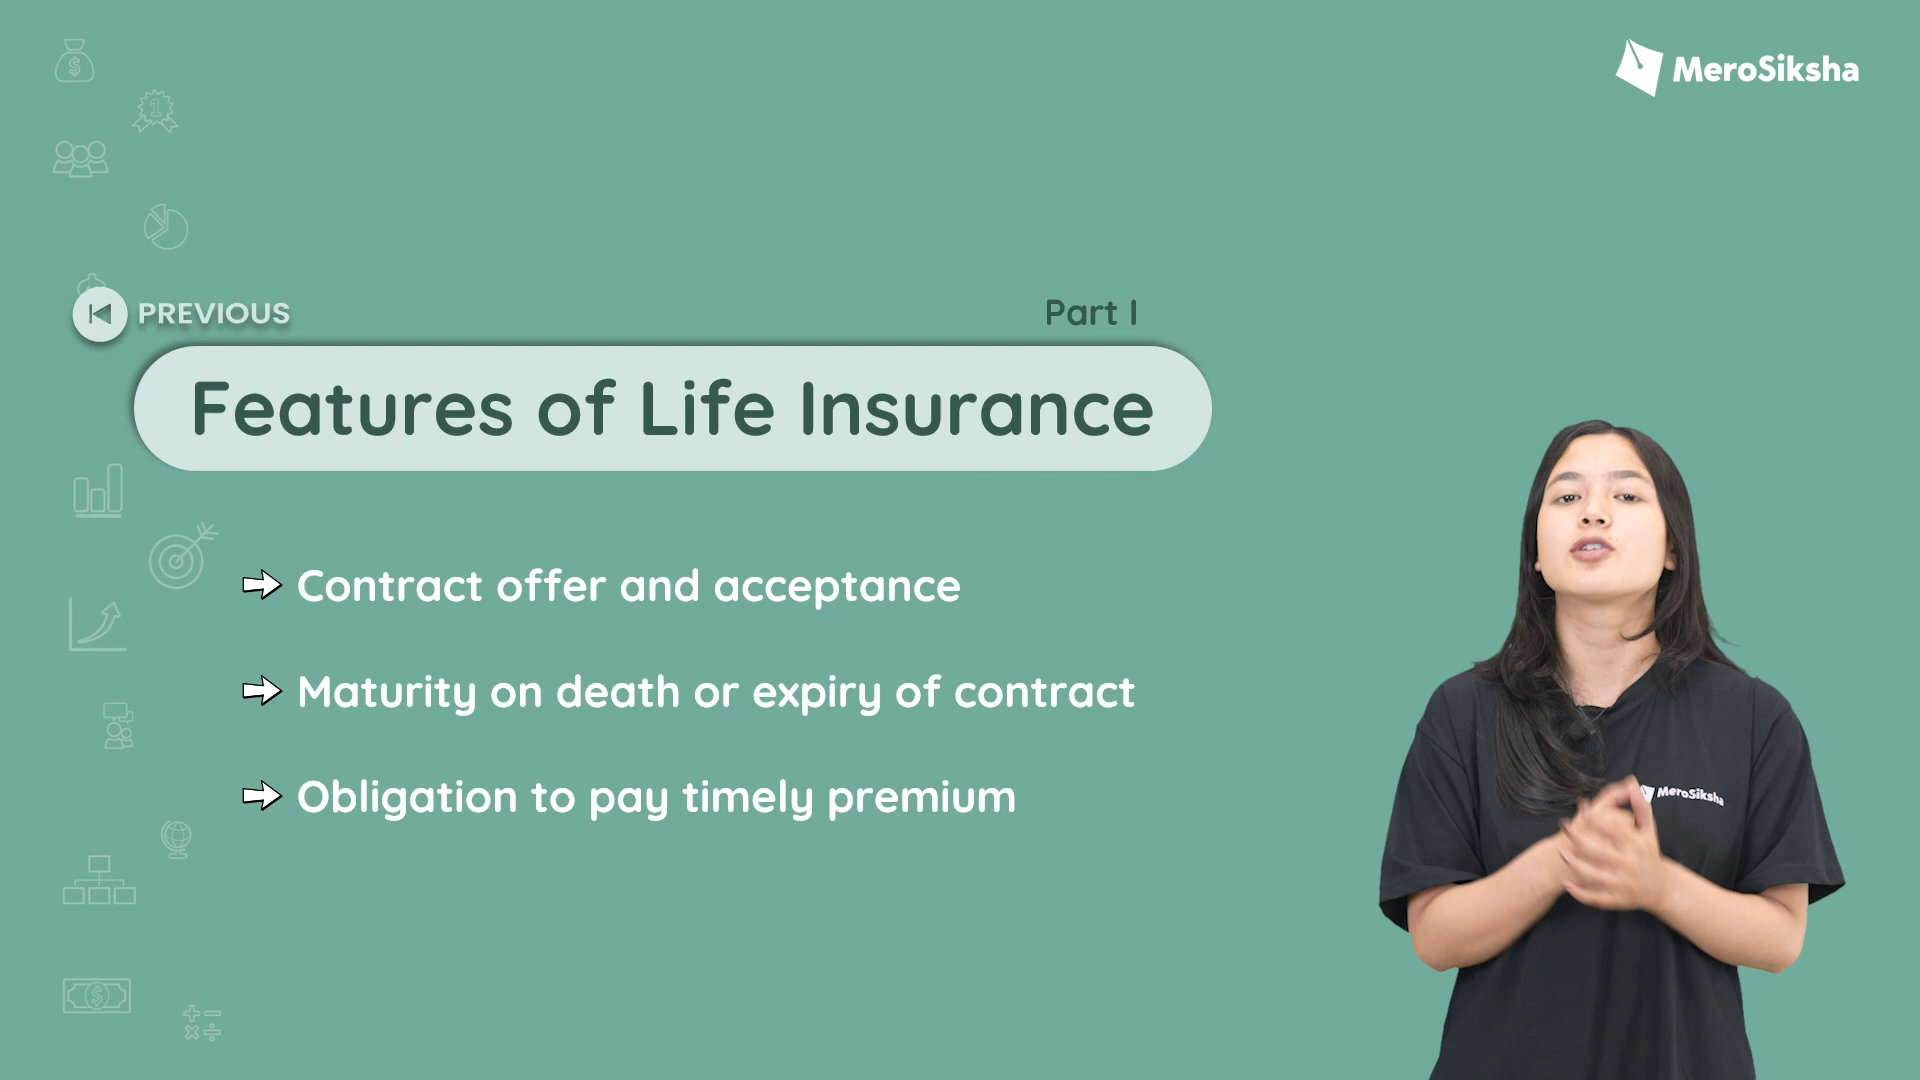 MeroSiksha
PREVIOUS
Part I
Features of Life Insurance
Contract offer and acceptance
Maturity on death or expiry of contract
Obligation to pay timely premium
MeroSiksha